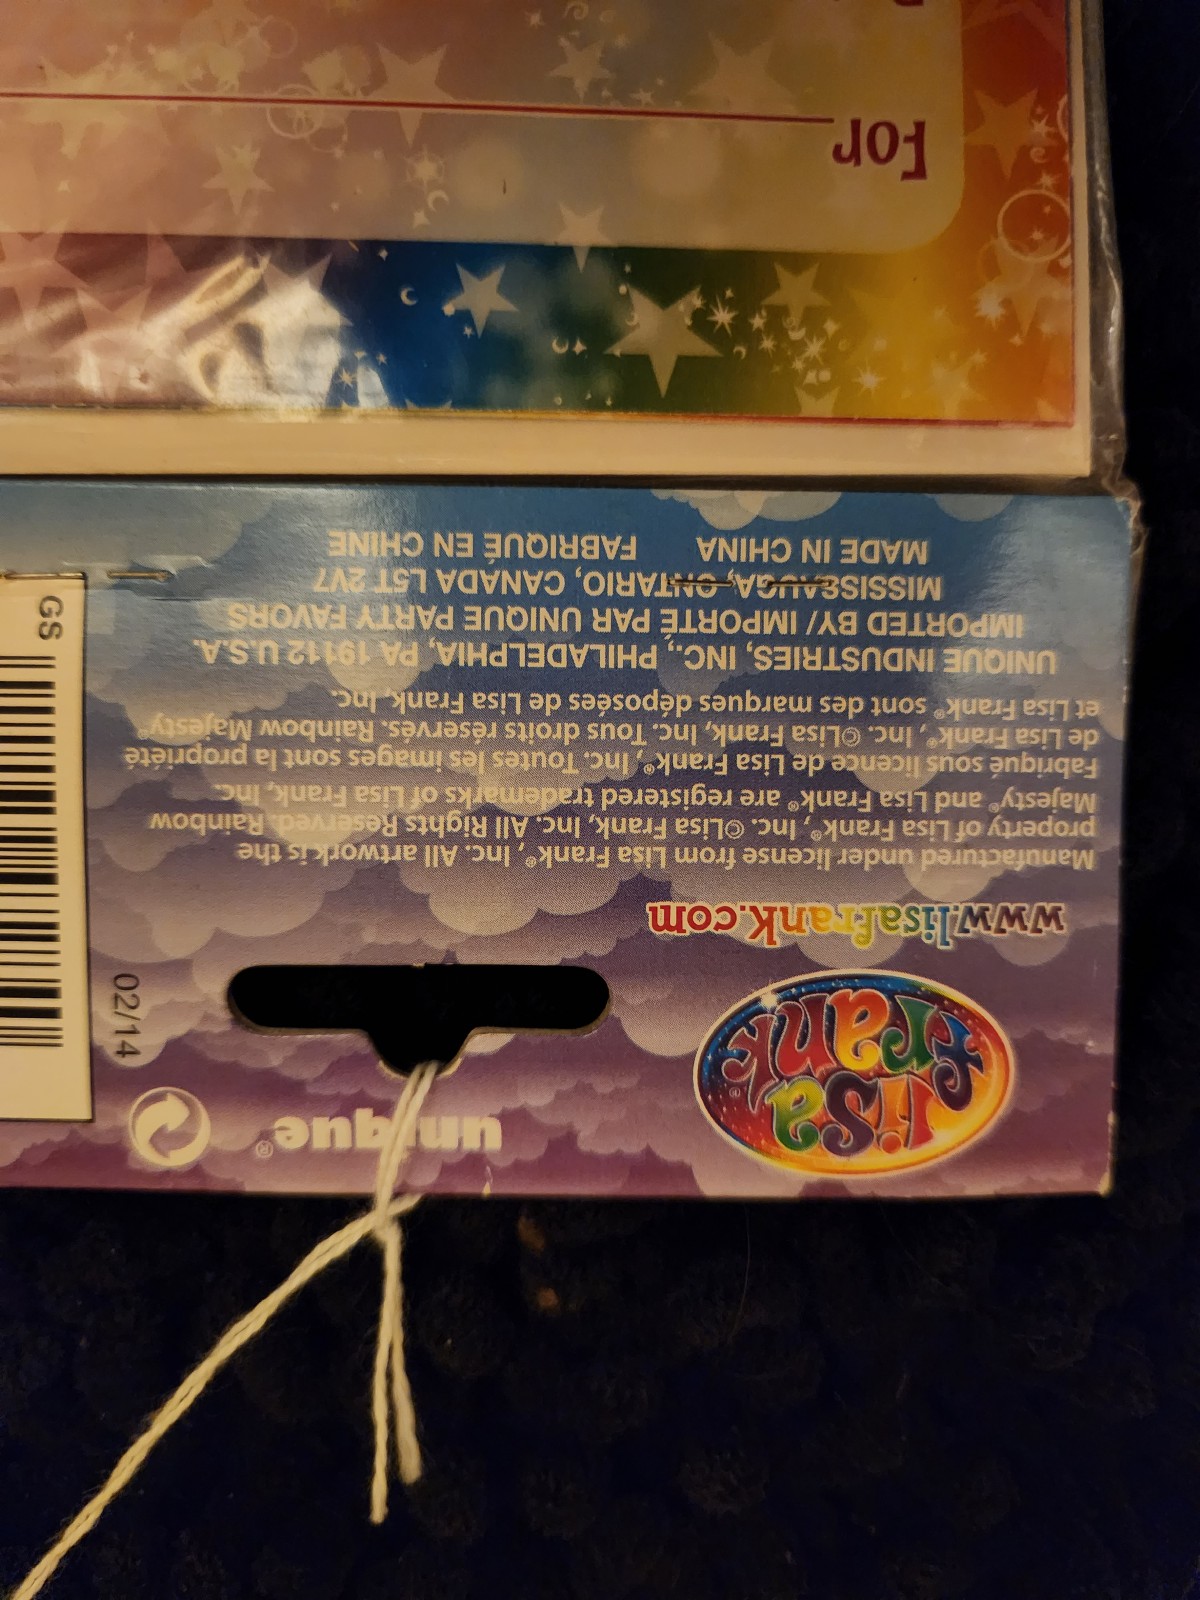 lisa
frank®
unique®
02/14
www.lisafrank.com
Manufactured under license from Lisa Frank®, Inc. All artwork is the
property of Lisa Frank®, Inc. ©Lisa Frank, Inc. All Rights Reserved. Rainbow
Majesty® and Lisa Frank® are registered trademarks of Lisa Frank, Inc.
Fabriqué sous licence de Lisa Frank®, Inc. Toutes les images sont la propriété
de Lisa Frank®, Inc. ©Lisa Frank, Inc. Tous droits réservés. Rainbow Majesty®
et Lisa Frank® sont des marques déposées de Lisa Frank, Inc.
UNIQUE INDUSTRIES, INC., PHILADELPHIA, PA 19112 U.S.A.
IMPORTED BY/ IMPORTÉ PAR UNIQUE PARTY FAVORS
MISSISSAUGA, ONTARIO, CANADA L5T 2V7
MADE IN CHINA FABRIQUÉ EN CHINE
GS
For